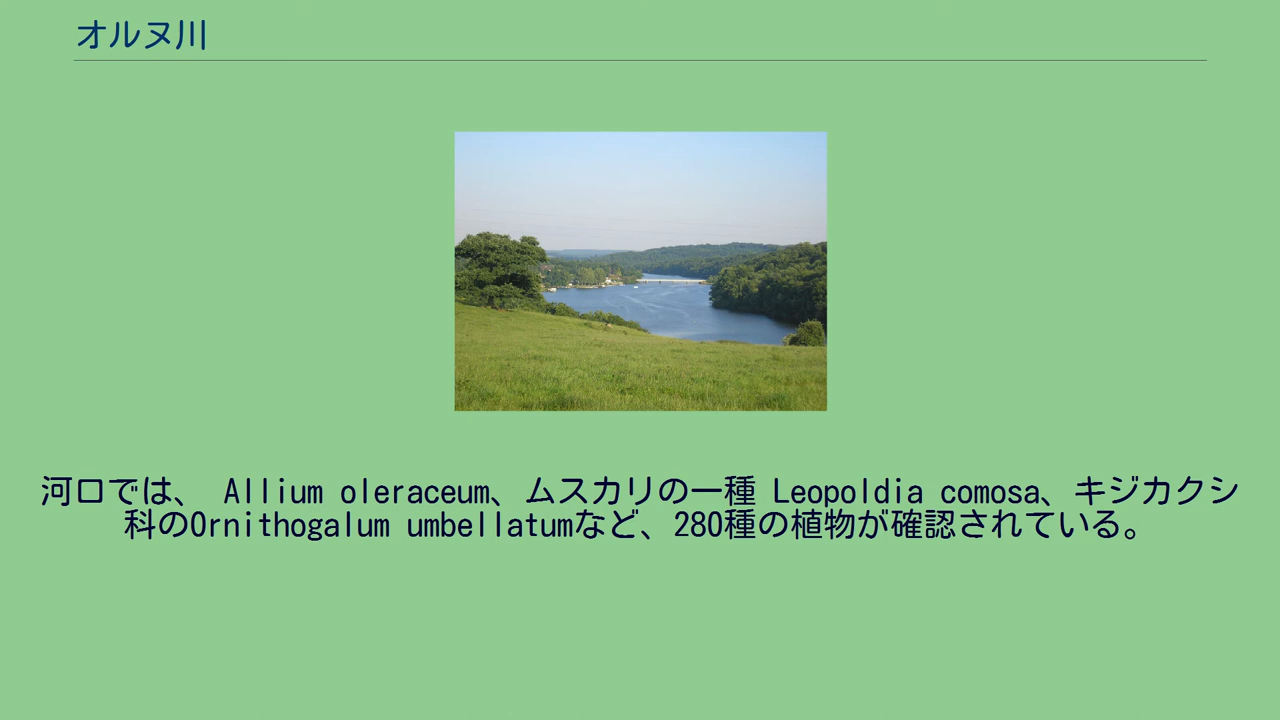 オルヌ川
河口では、 Allium oleraceum、ムスカリの一種 Leopoldia comosa、キジカクシ
科のOrnithogalum umbellatumなど、280種の植物が確認されている。